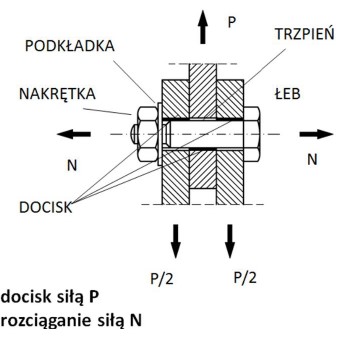 P
TRZPIEŃ
PODKŁADKA
NAKRĘTKA
ŁEB
N
N
DOCISK
P/2
P/2
docisk siłą P
rozciąganie siłą N